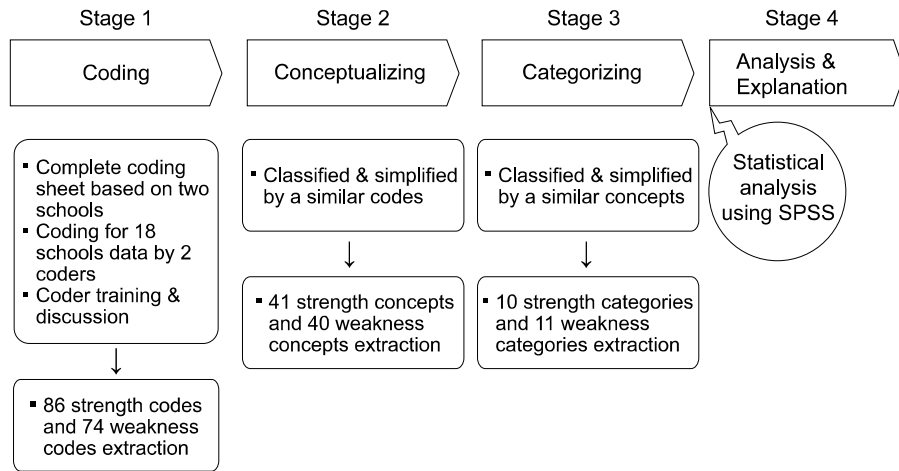 Stage 1
Stage 2
Stage 3
Stage 4
Coding
Conceptualizing
Categorizing
Analysis &
Explanation
▪ Complete coding
sheet based on two
schools
▪ Coding for 18
schools data by 2
coders
▪ Coder training &
discussion
▪ 86 strength codes
and 74 weakness
codes extraction
▪ Classified & simplified
by a similar codes
▪ 41 strength concepts
and 40 weakness
concepts extraction
▪ Classified & simplified
by a similar concepts
▪ 10 strength categories
and 11 weakness
categories extraction
Statistical
analysis
using SPSS